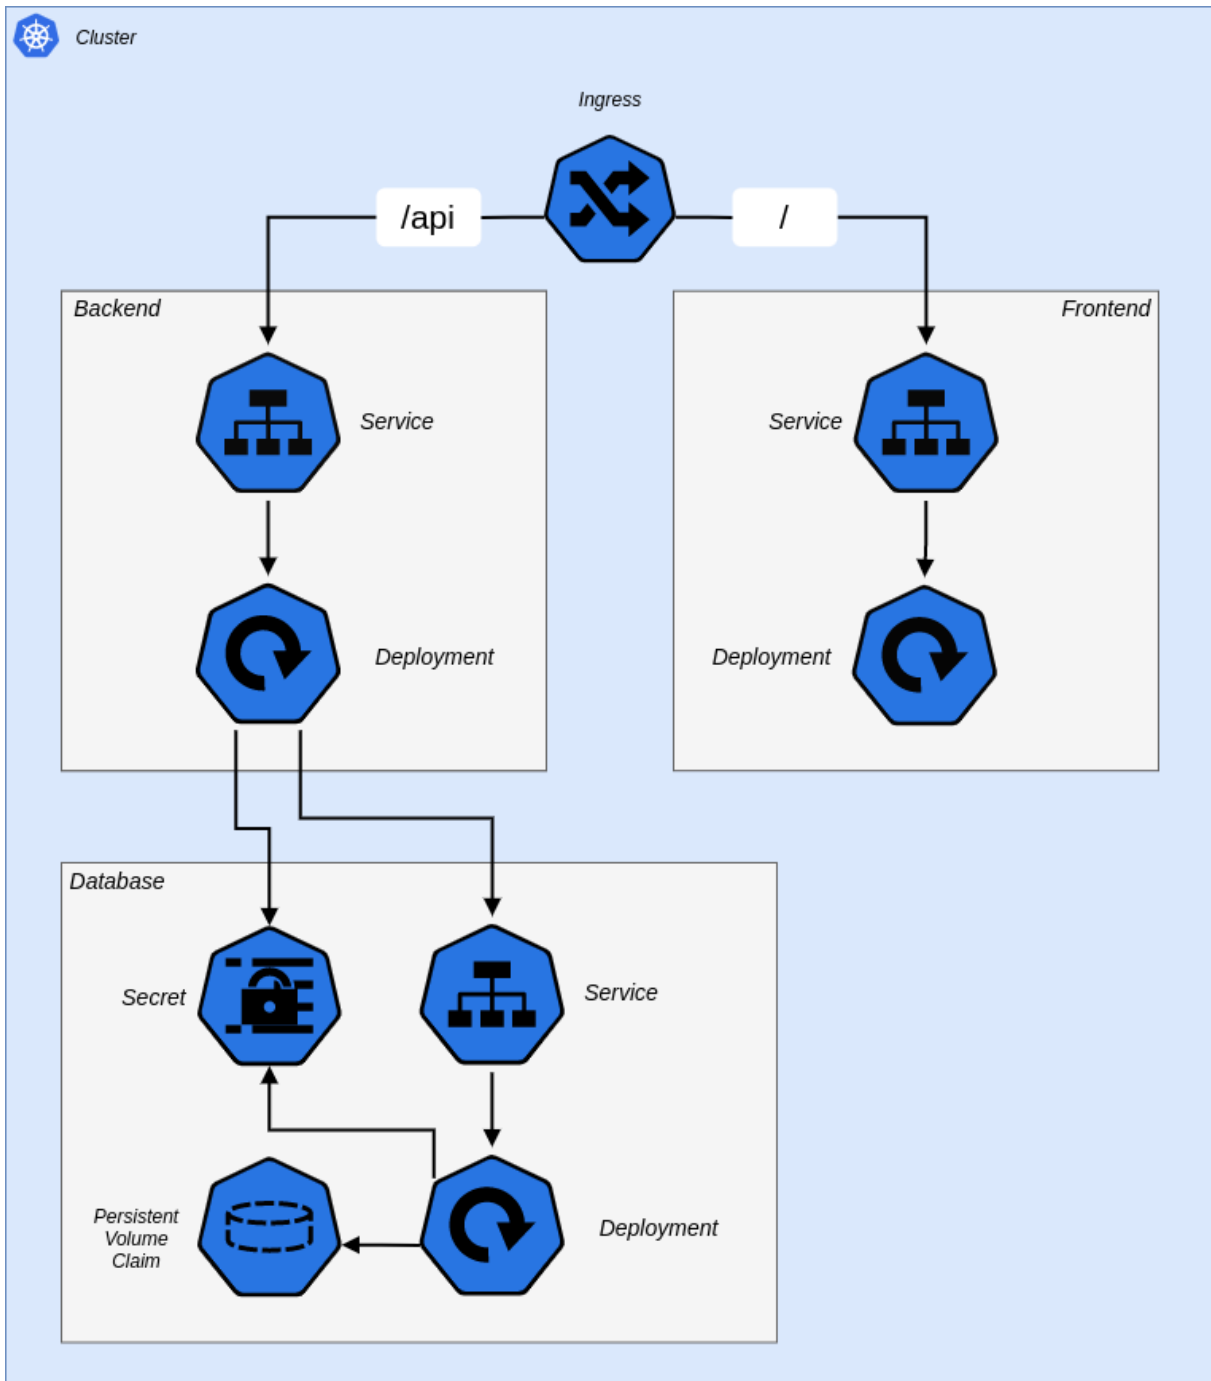 Cluster
Ingress
/api
/
Backend
Frontend
Service
Service
Deployment
Deployment
Database
Secret
Service
Persistent
Volume
Claim
Deployment